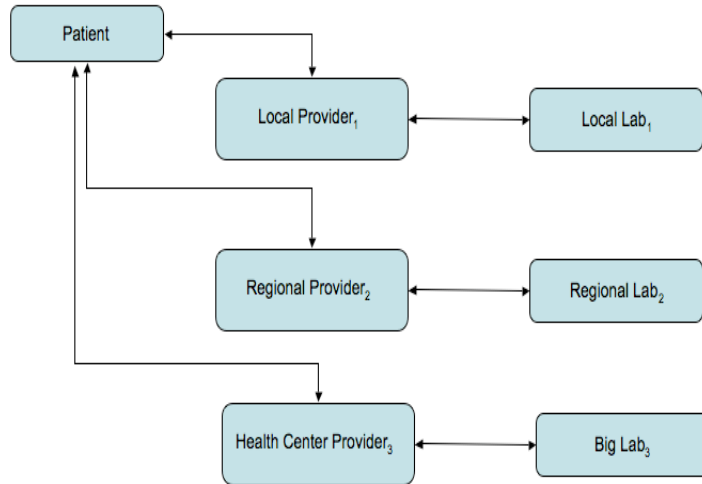 Patient
Local Provider₁
Local Lab₁
Regional Provider₂
Regional Lab₂
Health Center Provider₃
Big Lab₃